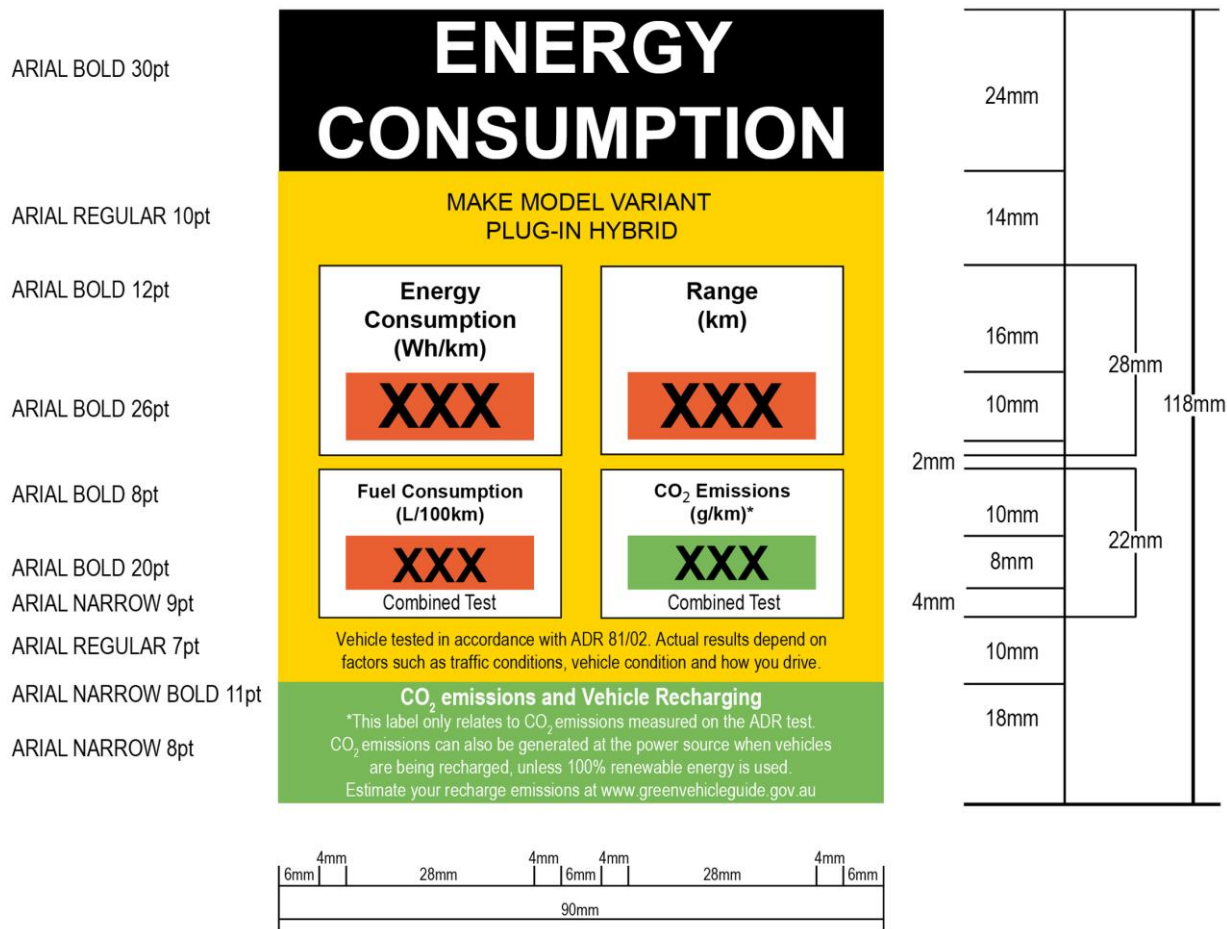 ARIAL BOLD 30pt
ENERGY
CONSUMPTION
24mm
ARIAL REGULAR 10pt
MAKE MODEL VARIANT
PLUG-IN HYBRID
14mm
ARIAL BOLD 12pt
Energy
Consumption
(Wh/km)
Range
(km)
16mm
28mm
118mm
ARIAL BOLD 26pt
XXX
XXX
10mm
2mm
ARIAL BOLD 8pt
Fuel Consumption
(L/100km)
CO₂ Emissions
(g/km)*
10mm
22mm
ARIAL BOLD 20pt
XXX
XXX
8mm
ARIAL NARROW 9pt
Combined Test
Combined Test
4mm
ARIAL REGULAR 7pt
Vehicle tested in accordance with ADR 81/02. Actual results depend on
factors such as traffic conditions, vehicle condition and how you drive.
10mm
ARIAL NARROW BOLD 11pt
CO₂ emissions and Vehicle Recharging
*This label only relates to CO₂ emissions measured on the ADR test.
18mm
ARIAL NARROW 8pt
CO₂ emissions can also be generated at the power source when vehicles
are being recharged, unless 100% renewable energy is used.
Estimate your recharge emissions at www.greenvehicleguide.gov.au
4mm 4mm 4mm 4mm
6mm 28mm 6mm 28mm 6mm
90mm